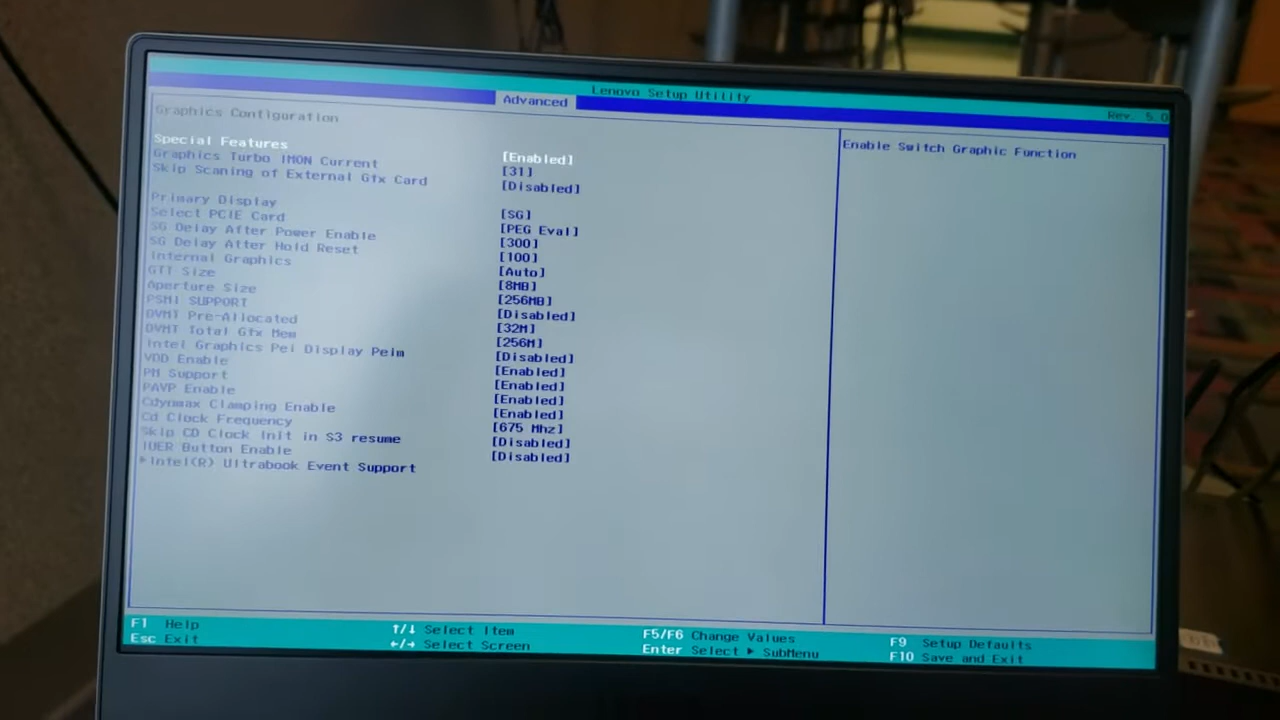 Lenovo Setup Utility
Rev. 5.0
Advanced
Graphics Configuration
Special Features [Enabled]
Graphics Turbo IMON Current [31]
Skip Scaning of External Gfx Card [Disabled]
Primary Display [SG]
Select PCIE Card [PEG Eval]
SG Delay After Power Enable [300]
SG Delay After Hold Reset [100]
Internal Graphics [Auto]
GTT Size [8MB]
Aperture Size [256MB]
PSMI SUPPORT [Disabled]
DVMT Pre-Allocated [32M]
DVMT Total Gfx Mem [256M]
Intel Graphics Pei Display Peim [Disabled]
VDD Enable [Enabled]
PM Support [Enabled]
PAVP Enable [Enabled]
Cdynmax Clamping Enable [Enabled]
Cd Clock Frequency [675 Mhz]
Skip CD Clock Init in S3 resume [Disabled]
IUER Button Enable [Disabled]
▶Intel(R) Ultrabook Event Support
Enable Switch Graphic Function
F1 Help
↑/↓ Select Item
F5/F6 Change Values
F9 Setup Defaults
Esc Exit
←/→ Select Screen
Enter Select ▶ SubMenu
F10 Save and Exit